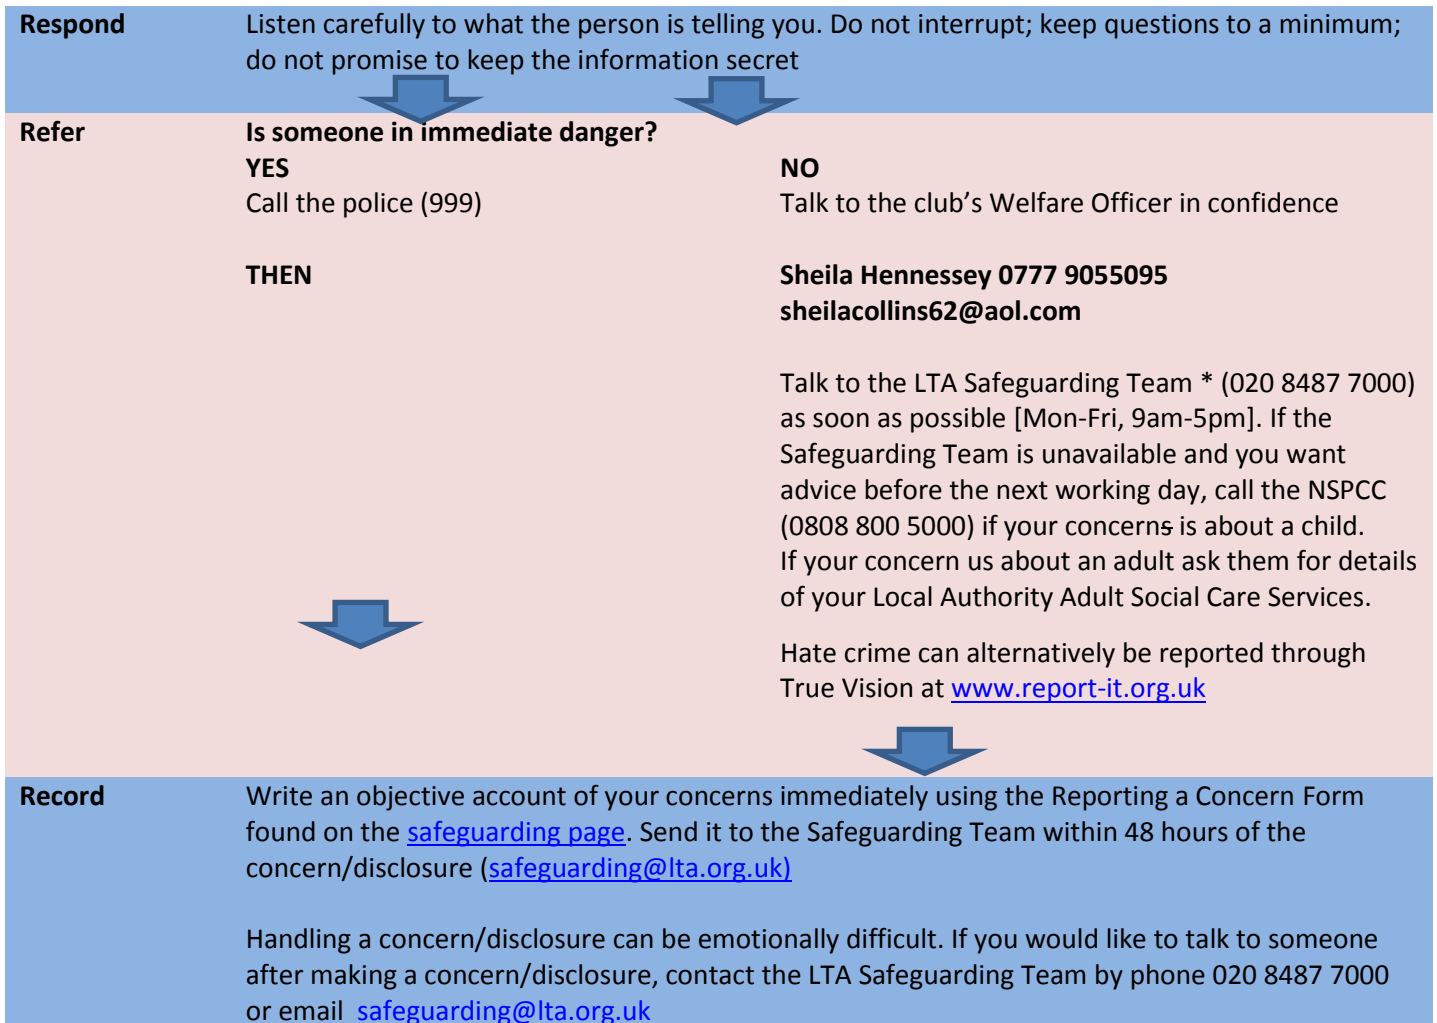 Respond
Listen carefully to what the person is telling you. Do not interrupt; keep questions to a minimum;
do not promise to keep the information secret
Refer
Is someone in immediate danger?
YES
Call the police (999)
THEN
NO
Talk to the club’s Welfare Officer in confidence
Sheila Hennessey 0777 9055095
sheilacollins62@aol.com
Talk to the LTA Safeguarding Team * (020 8487 7000)
as soon as possible [Mon-Fri, 9am-5pm]. If the
Safeguarding Team is unavailable and you want
advice before the next working day, call the NSPCC
(0808 800 5000) if your concerns is about a child.
If your concern us about an adult ask them for details
of your Local Authority Adult Social Care Services.
Hate crime can alternatively be reported through
True Vision at www.report-it.org.uk
Record
Write an objective account of your concerns immediately using the Reporting a Concern Form
found on the safeguarding page. Send it to the Safeguarding Team within 48 hours of the
concern/disclosure (safeguarding@lta.org.uk)
Handling a concern/disclosure can be emotionally difficult. If you would like to talk to someone
after making a concern/disclosure, contact the LTA Safeguarding Team by phone 020 8487 7000
or email safeguarding@lta.org.uk